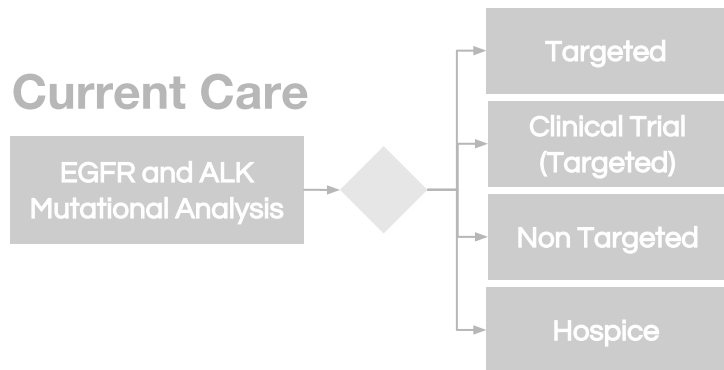 Current Care
EGFR and ALK
Mutational Analysis
Targeted
Clinical Trial
(Targeted)
Non Targeted
Hospice